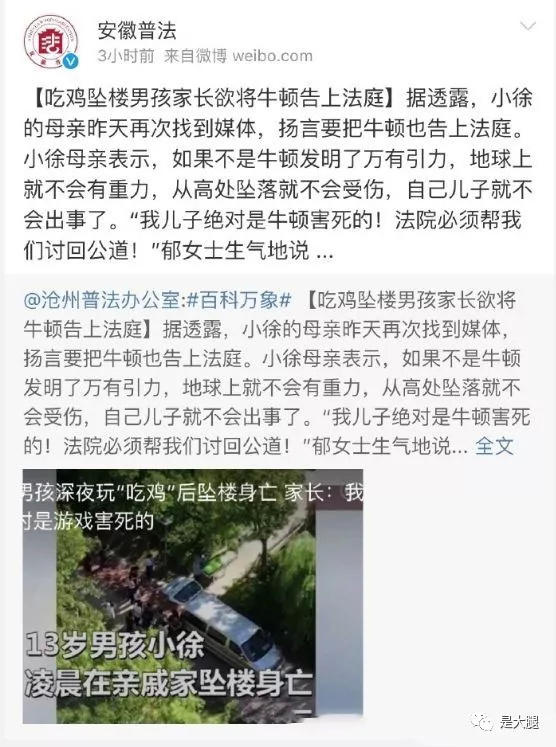 安徽普法
3小时前 来自微博 weibo.com
【吃鸡坠楼男孩家长欲将牛顿告上法庭】据透露，小徐
的母亲昨天再次找到媒体，扬言要把牛顿也告上法庭。
小徐母亲表示，如果不是牛顿发明了万有引力，地球上
就不会有重力，从高处坠落就不会受伤，自己儿子就不
会出事了。“我儿子绝对是牛顿害死的！法院必须帮我
们讨回公道！”郁女士生气地说 ...
@沧州普法办公室:#百科万象# 【吃鸡坠楼男孩家长欲将
牛顿告上法庭】据透露，小徐的母亲昨天再次找到媒体，
扬言要把牛顿也告上法庭。小徐母亲表示，如果不是牛顿
发明了万有引力，地球上就不会有重力，从高处坠落就不
会受伤，自己儿子就不会出事了。“我儿子绝对是牛顿害死
的！法院必须帮我们讨回公道！”郁女士生气地说... 全文
男孩深夜玩“吃鸡”后坠楼身亡 家长：我
对是游戏害死的
13岁男孩小徐
凌晨在亲戚家坠楼身亡
是大腿